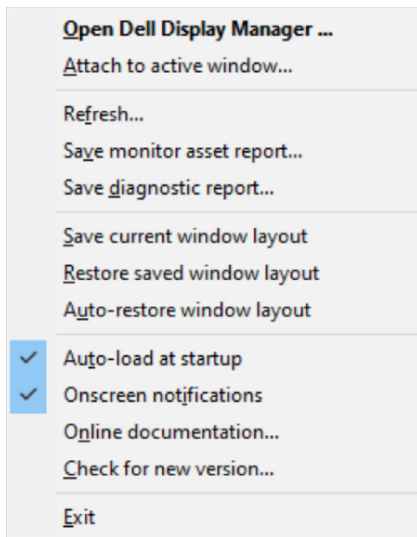 Open Dell Display Manager ...
Attach to active window...
Refresh...
Save monitor asset report...
Save diagnostic report...
Save current window layout
Restore saved window layout
Auto-restore window layout
Auto-load at startup
Onscreen notifications
Online documentation...
Check for new version...
Exit